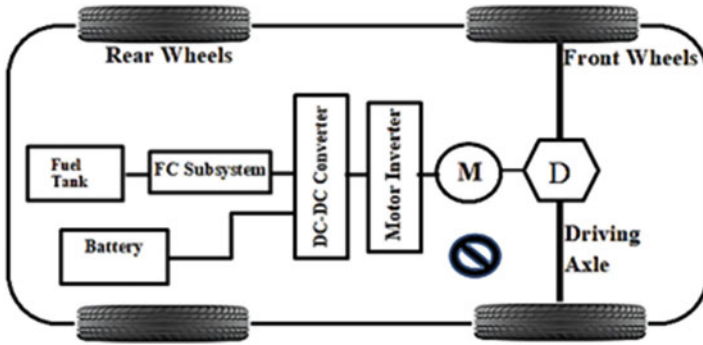 Rear Wheels
Front Wheels
Fuel
Tank
FC Subsystem
DC-DC Converter
Motor Inverter
M
D
Battery
Driving
Axle